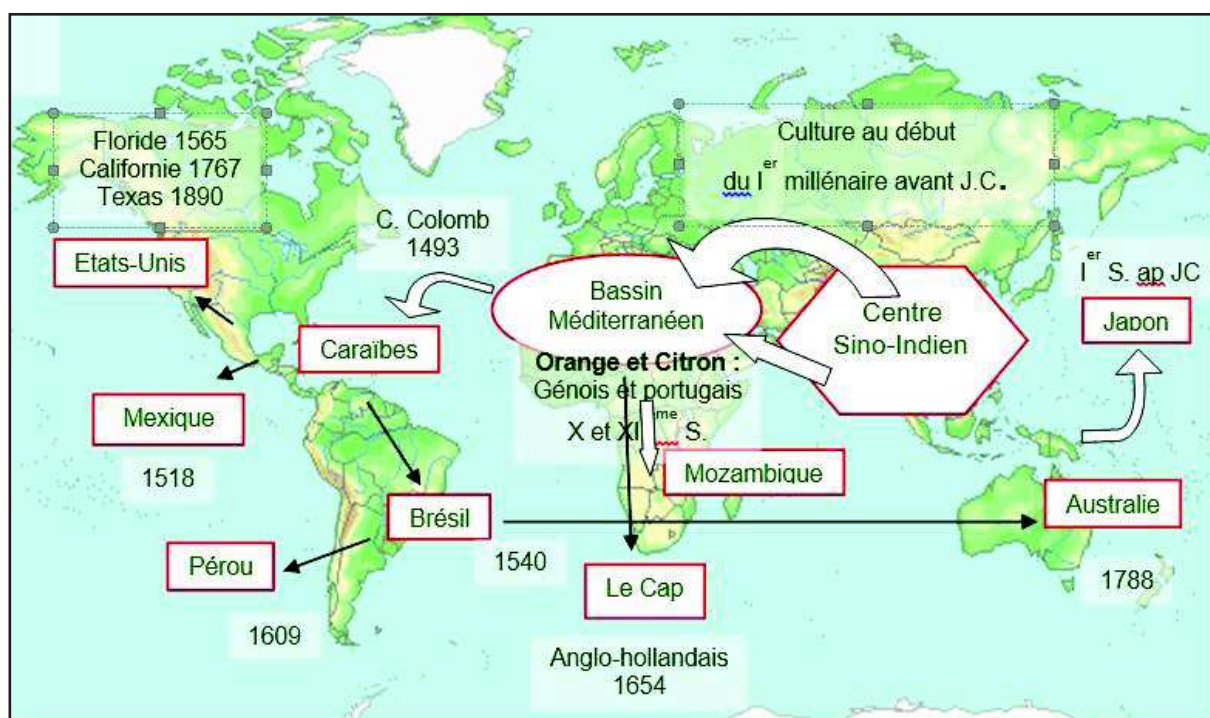 Floride 1565
Californie 1767
Texas 1890
Etats-Unis
C. Colomb
1493
Culture au début
du Ier millénaire avant J.C.
Bassin
Méditerranéen
Centre
Sino-Indien
Ier S. ap JC
Japon
Caraïbes
Orange et Citron :
Génois et portugais
X et XIme S.
Mexique
1518
Mozambique
Brésil
1540
Australie
1788
Pérou
1609
Le Cap
Anglo-hollandais
1654